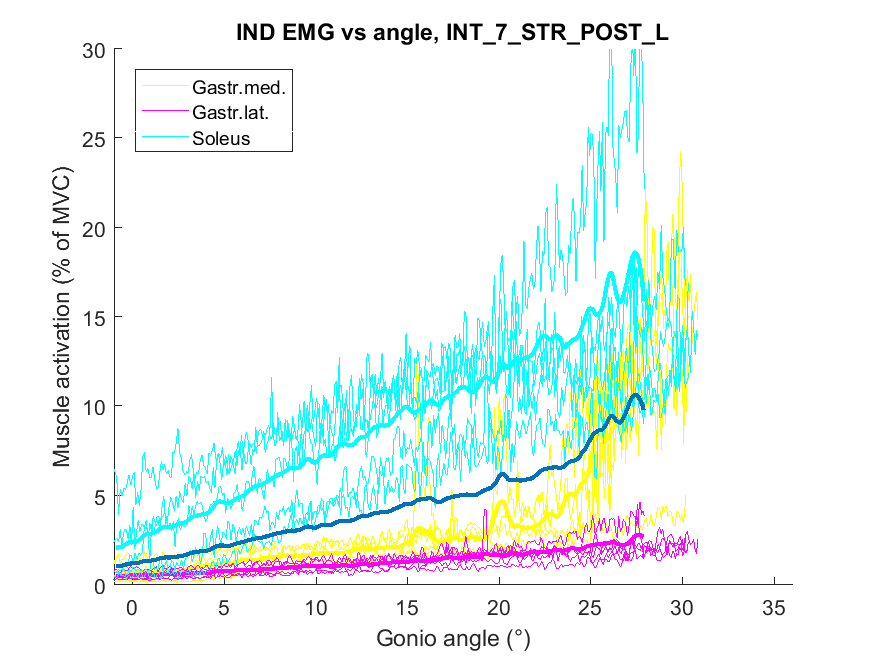 IND EMG vs angle, INT_7_STR_POST_L
30
25
20
15
10
5
0
Muscle activation (% of MVC)
Gastr.med.
Gastr.lat.
Soleus
0 5 10 15 20 25 30 35
Gonio angle (°)